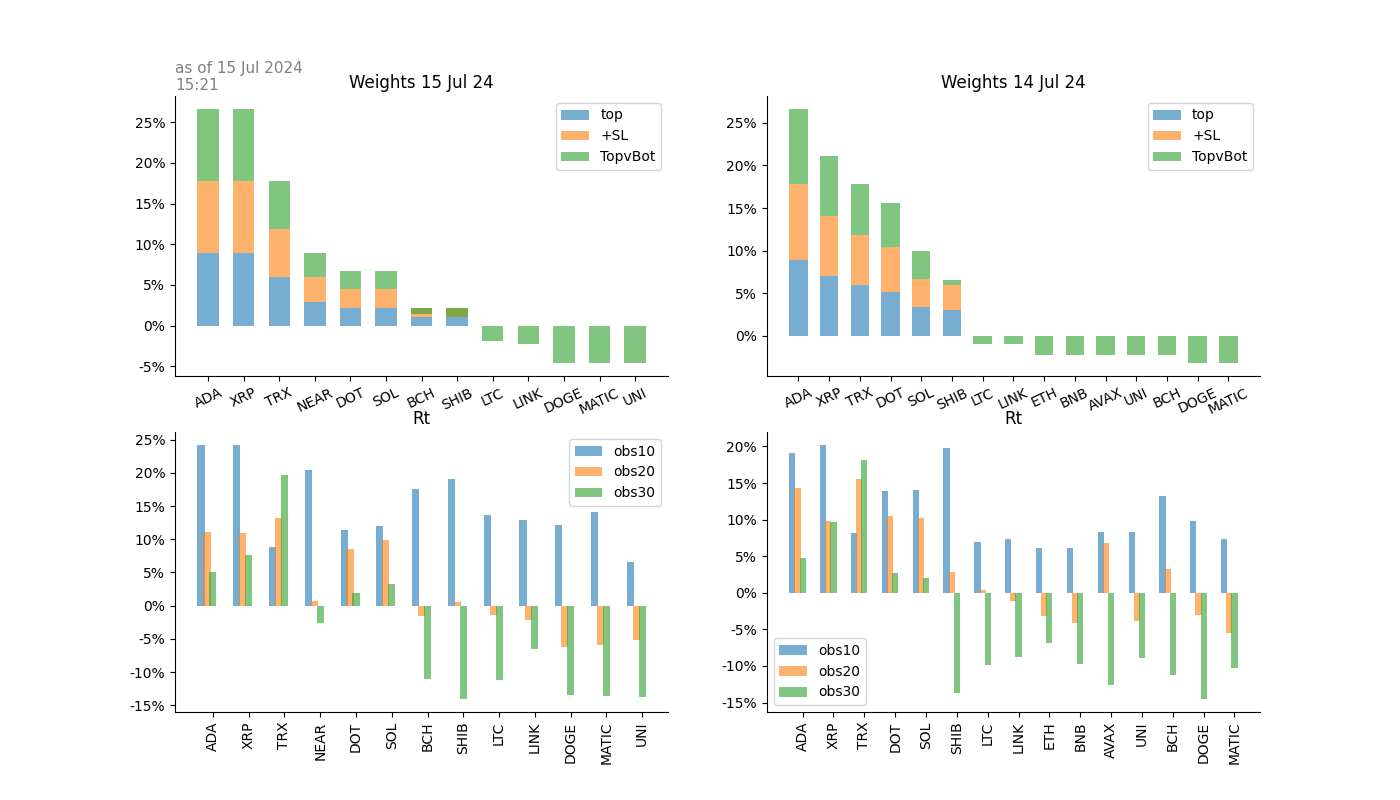 as of 15 Jul 2024
15:21
Weights 15 Jul 24
25%
20%
15%
10%
5%
0%
-5%
top
+SL
TopvBot
ADA XRP TRX NEAR DOT SOL BCH SHIB LTC LINK DOGE MATIC UNI
Weights 14 Jul 24
25%
20%
15%
10%
5%
0%
top
+SL
TopvBot
ADA XRP TRX DOT SOL SHIB LTC LINK ETH BNB AVAX UNI BCH DOGE MATIC
Rt
25%
20%
15%
10%
5%
0%
-5%
-10%
-15%
obs10
obs20
obs30
ADA XRP TRX NEAR DOT SOL BCH SHIB LTC LINK DOGE MATIC UNI
Rt
20%
15%
10%
5%
0%
-5%
-10%
-15%
obs10
obs20
obs30
ADA XRP TRX DOT SOL SHIB LTC LINK ETH BNB AVAX UNI BCH DOGE MATIC